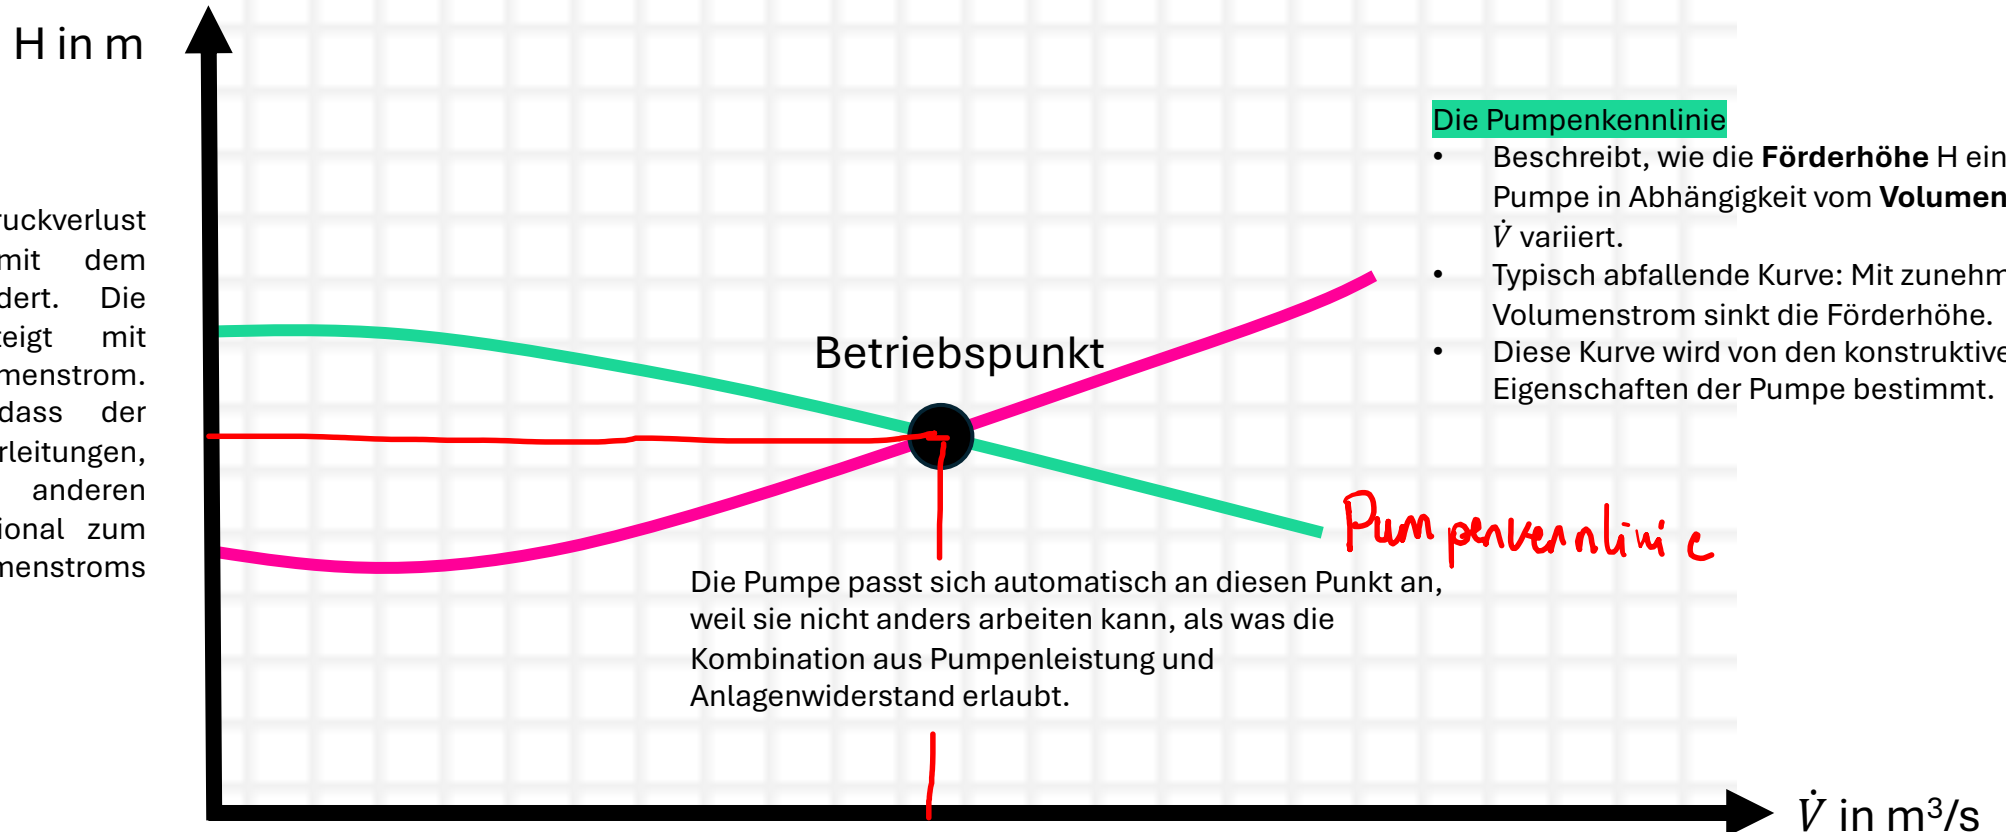 H in m
ruckverlust
mit dem
dert. Die
eigt mit
menstrom.
dass der
rleitungen,
anderen
ional zum
menstroms
Betriebspunkt
Die Pumpenkennlinie
• Beschreibt, wie die Förderhöhe H ein
Pumpe in Abhängigkeit vom Volumen
V̇ variiert.
• Typisch abfallende Kurve: Mit zunehm
Volumenstrom sinkt die Förderhöhe.
• Diese Kurve wird von den konstruktive
Eigenschaften der Pumpe bestimmt.
Pumpenkennlinie
Die Pumpe passt sich automatisch an diesen Punkt an,
weil sie nicht anders arbeiten kann, als was die
Kombination aus Pumpenleistung und
Anlagenwiderstand erlaubt.
V̇ in m³/s